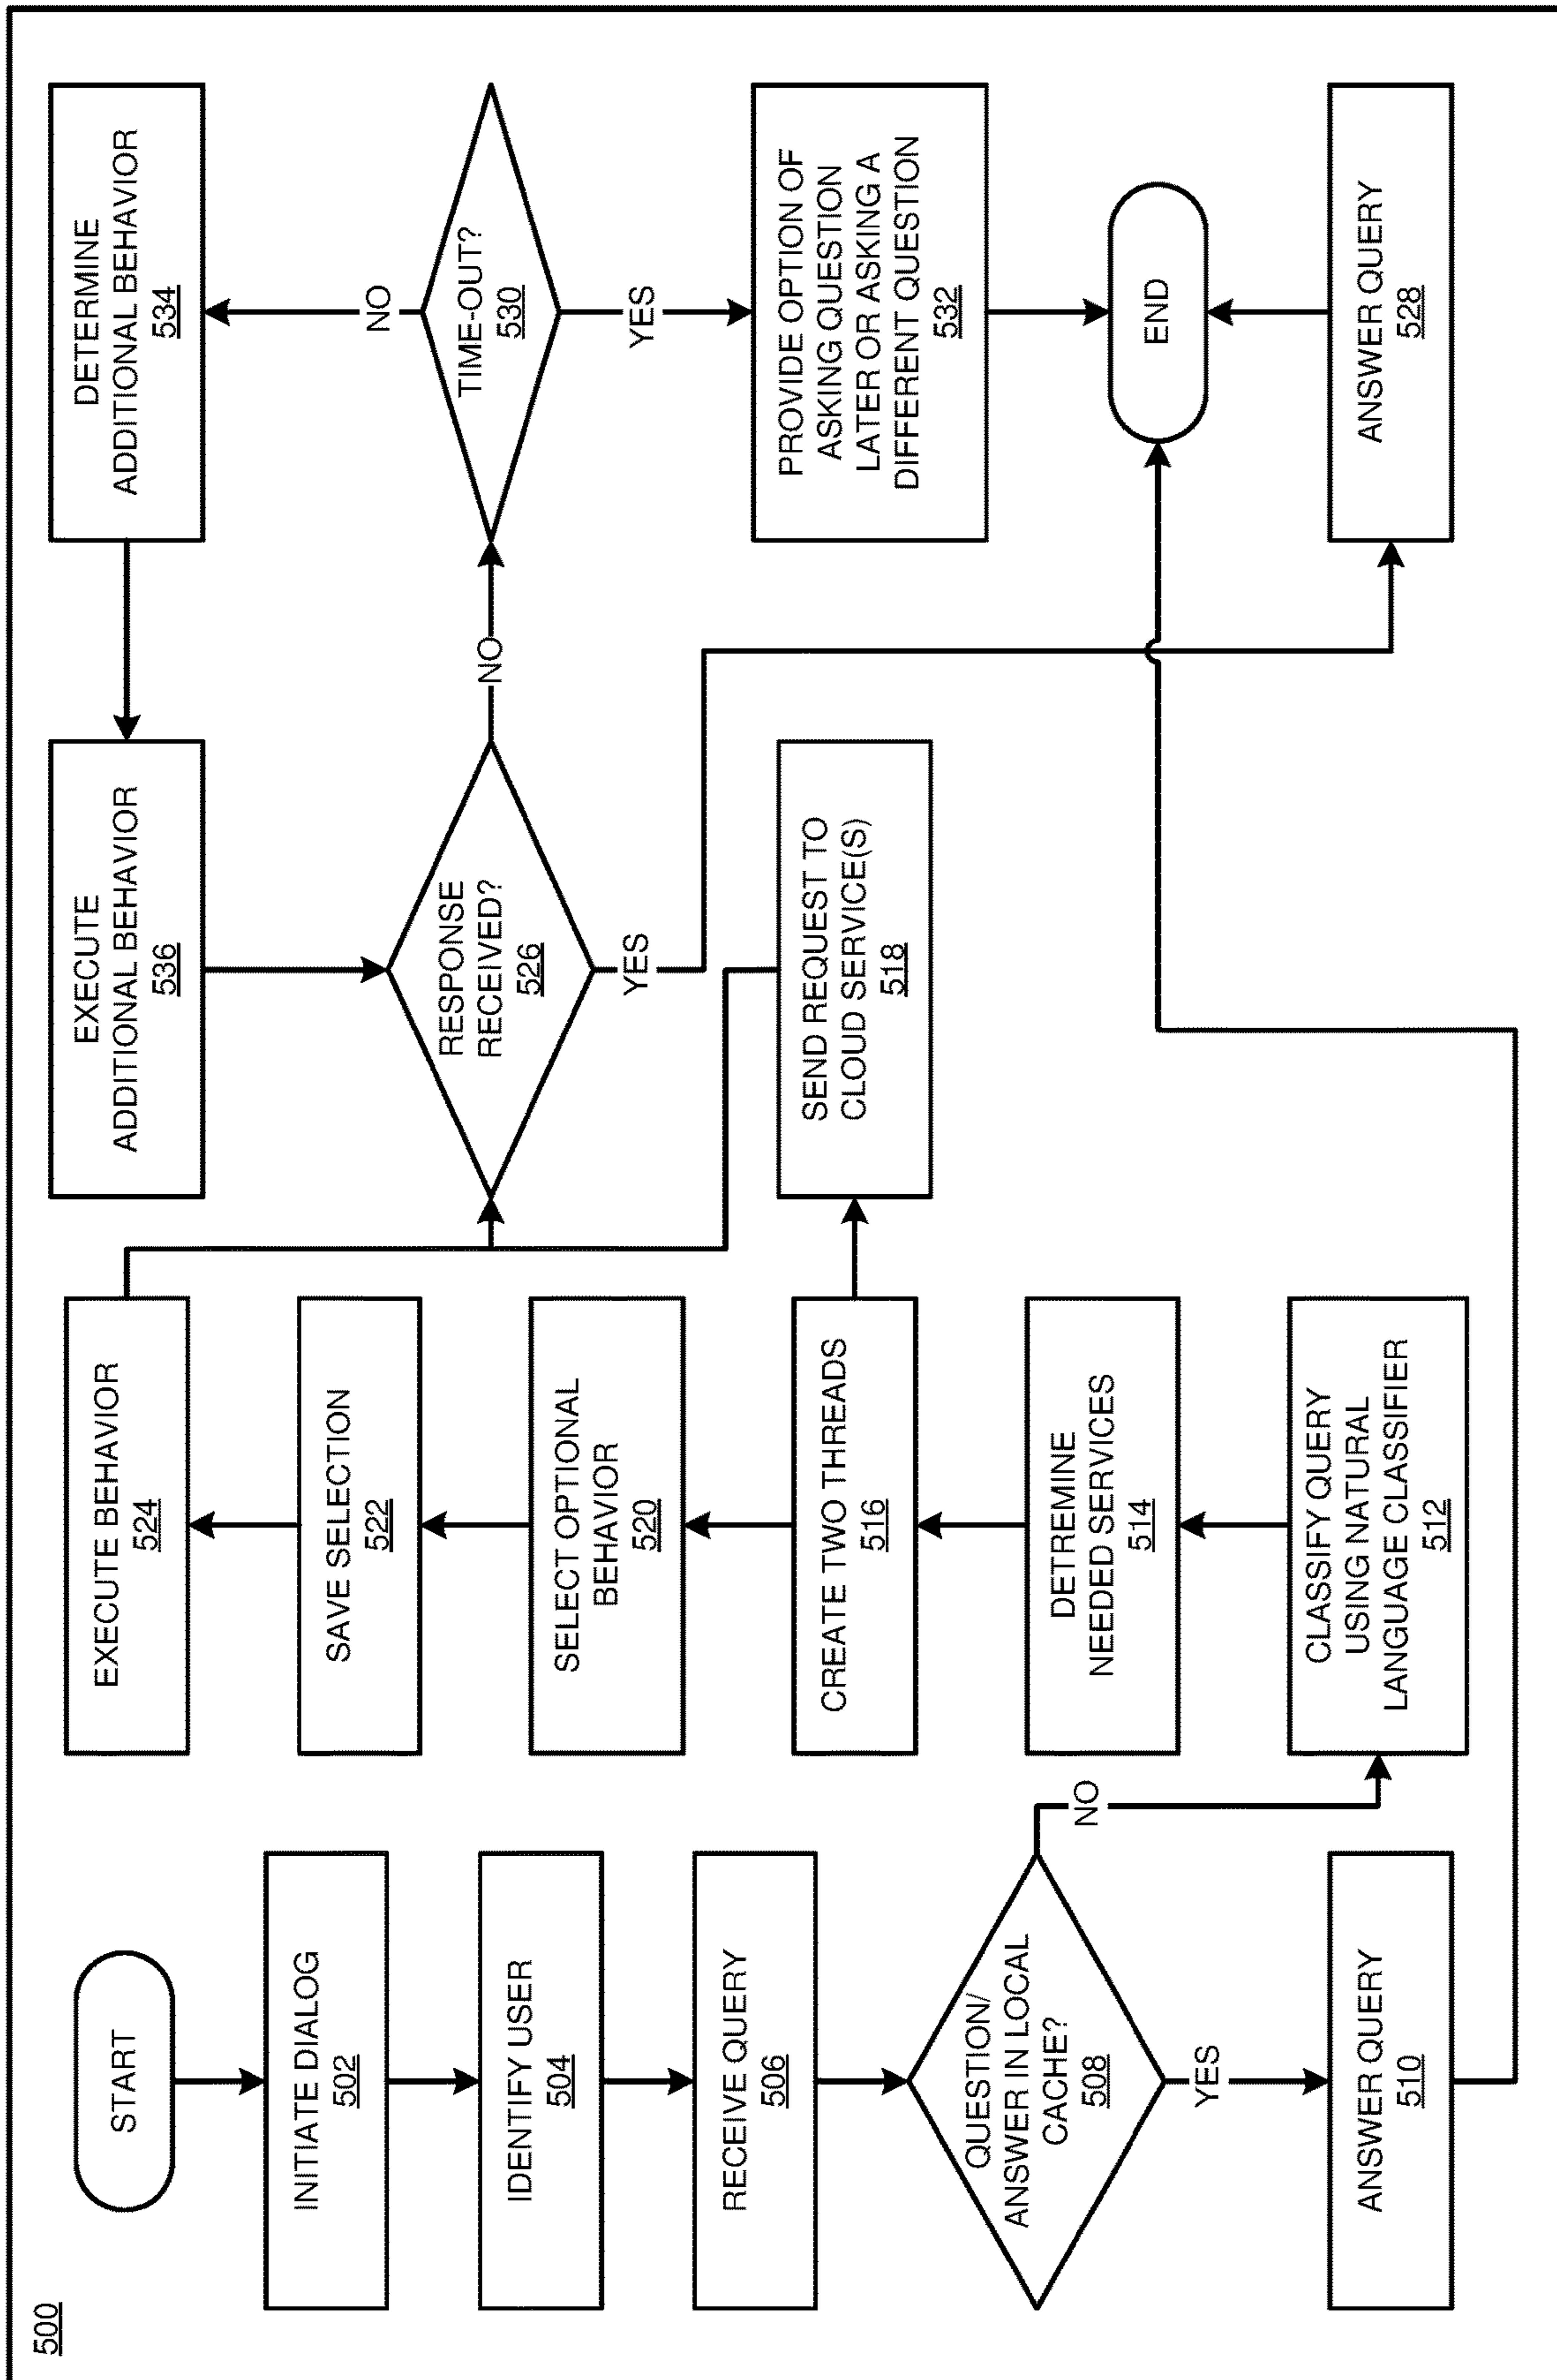 500
START
INITIATE DIALOG
502
IDENTIFY USER
504
RECEIVE QUERY
506
QUESTION/
ANSWER IN LOCAL
CACHE?
508
YES
NO
ANSWER QUERY
510
EXECUTE BEHAVIOR
524
SAVE SELECTION
522
SELECT OPTIONAL
BEHAVIOR
520
CREATE TWO THREADS
516
DETREMINE
NEEDED SERVICES
514
CLASSIFY QUERY
USING NATURAL
LANGUAGE CLASSIFIER
512
EXECUTE
ADDITIONAL BEHAVIOR
536
RESPONSE
RECEIVED?
526
YES
NO
SEND REQUEST TO
CLOUD SERVICE(S)
518
DETERMINE
ADDITIONAL BEHAVIOR
534
NO
TIME-OUT?
530
YES
PROVIDE OPTION OF
ASKING QUESTION
LATER OR ASKING A
DIFFERENT QUESTION
532
END
ANSWER QUERY
528